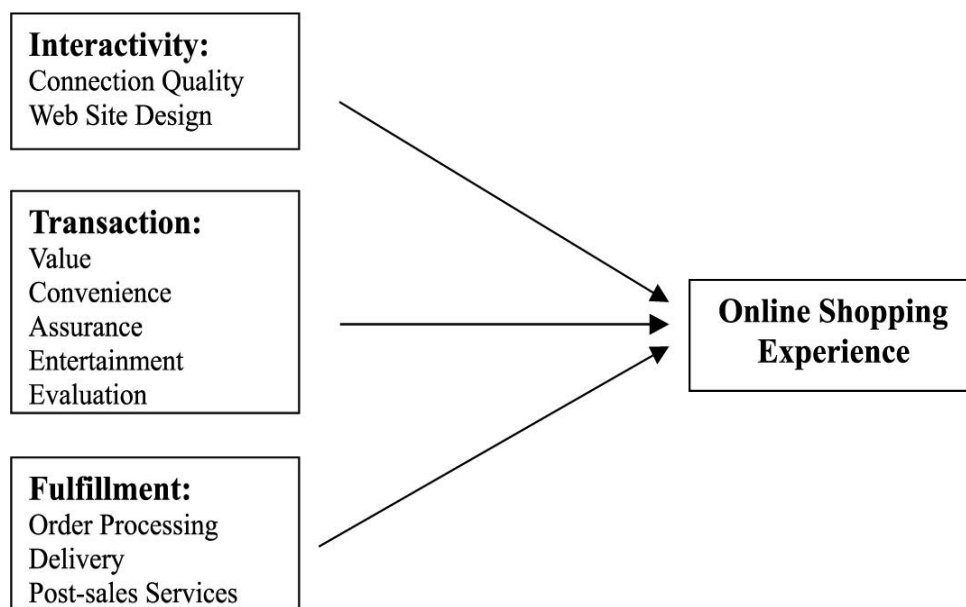 Interactivity:
Connection Quality
Web Site Design
Transaction:
Value
Convenience
Assurance
Entertainment
Evaluation
Fulfillment:
Order Processing
Delivery
Post-sales Services
Online Shopping
Experience